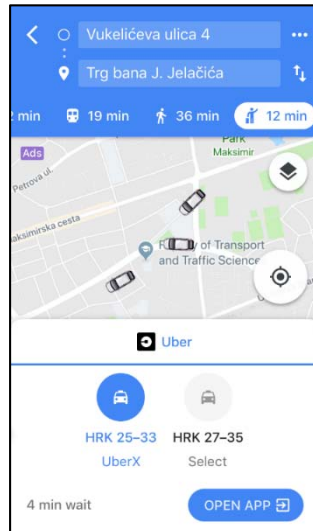 Vukelićeva ulica 4
Trg bana J. Jelačića
min
19 min
36 min
12 min
Ads
Park
Maksimir
Petrova ul.
aksimirska cesta
y of Transport
and Traffic Science
Uber
HRK 25–33
HRK 27–35
UberX
Select
4 min wait
OPEN APP